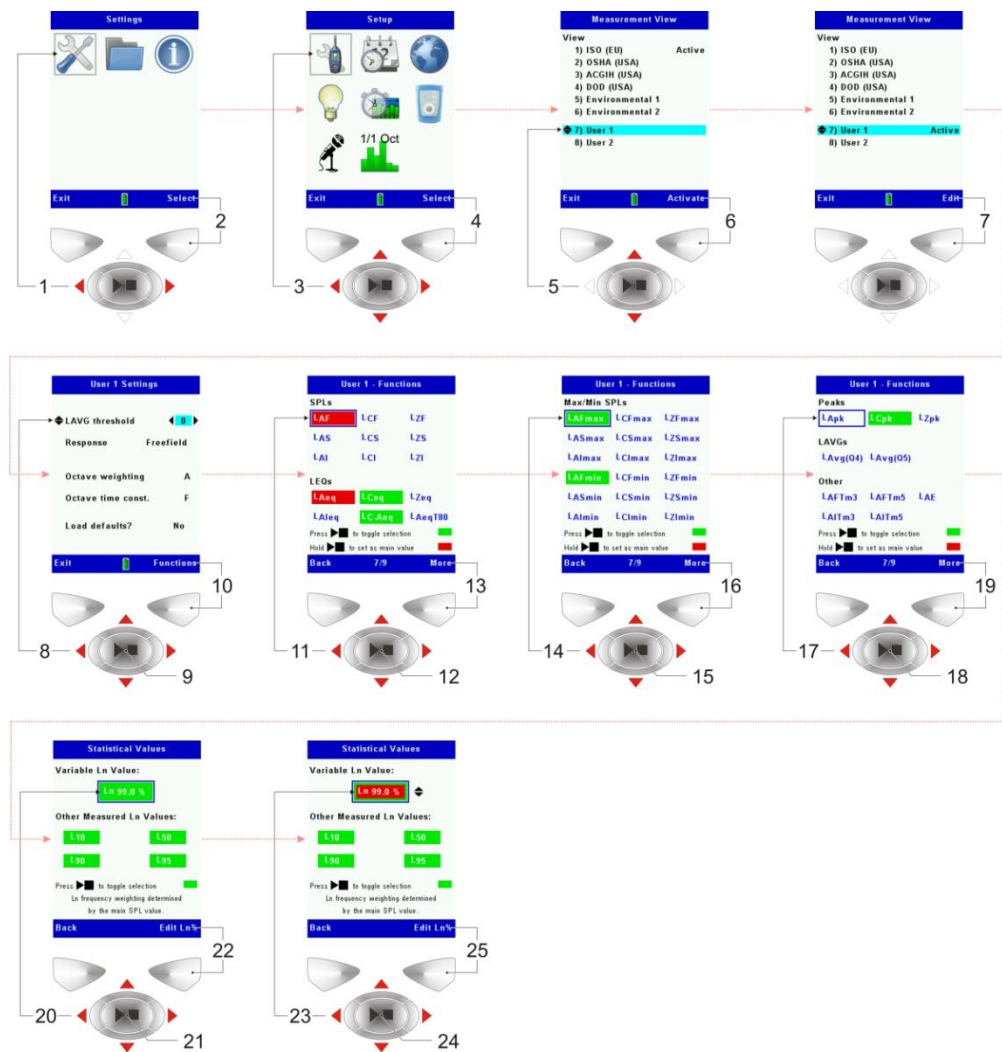 Settings
Exit Select
2
1
Setup
1/1 Oct
Exit Select
4
3
Measurement View
View
1) ISO (EU) Active
2) OSHA (USA)
3) ACGIH (USA)
4) DOD (USA)
5) Environmental 1
6) Environmental 2
7) User 1
8) User 2
Exit Activate
6
5
Measurement View
View
1) ISO (EU)
2) OSHA (USA)
3) ACGIH (USA)
4) DOD (USA)
5) Environmental 1
6) Environmental 2
7) User 1 Active
8) User 2
Exit Edit
7
User 1 Settings
LAVG threshold 0
Response Freefield
Octave weighting A
Octave time const. F
Load defaults? No
Exit Functions
10
8
9
User 1 - Functions
SPLs
LAF LCF LZF
LAS LCS LZS
LAI LCI LZI
LEQs
LAeq LCeq LZeq
LAIeq LC-Aeq LAeqT80
Press to toggle selection
Hold to set as main value
Back 7/9 More
13
11
12
User 1 - Functions
Max/Min SPLs
LAFmax LCFmax LZFmax
LASmax LCSmax LZSmax
LAImax LCImax LZImax
LAFmin LCFmin LZFmin
LASmin LCSmin LZSmin
LAImin LCImin LZImin
Press to toggle selection
Hold to set as main value
Back 7/9 More
16
14
15
User 1 - Functions
Peaks
LApk LCpk LZpk
LAVGs
LAvg(Q4) LAvg(Q5)
Other
LAFTm3 LAFTm5 LAE
LAITm3 LAITm5
Press to toggle selection
Hold to set as main value
Back 7/9 More
19
17
18
Statistical Values
Variable Ln Value:
Ln 99.0 %
Other Measured Ln Values:
L10 L50
L90 L95
Press to toggle selection
Ln frequency weighting determined
by the main SPL value.
Back Edit Ln%
22
20
21
Statistical Values
Variable Ln Value:
Ln 99.0 %
Other Measured Ln Values:
L10 L50
L90 L95
Press to toggle selection
Ln frequency weighting determined
by the main SPL value.
Back Edit Ln%
25
23
24